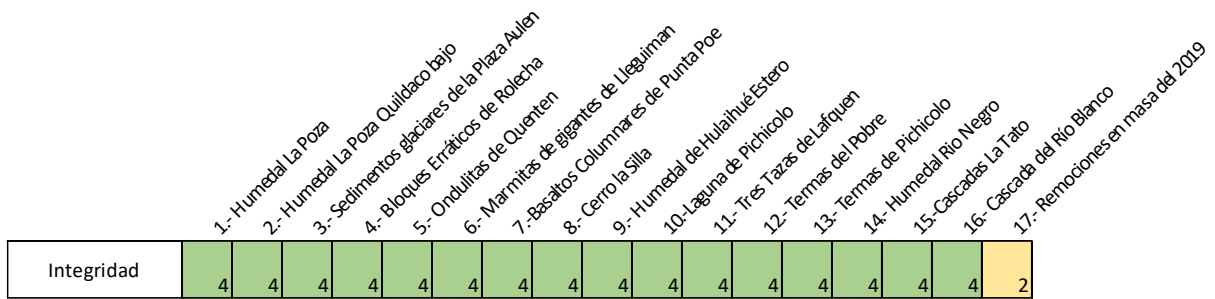 1.- Humedal La Poza
2.- Humedal La Poza Quildaco bajo
3.- Sedimentos glaciares de la Plaza Aulen
4.- Bloques Erráticos de Rolecha
5.- Ondulitas de Quenten
6.- Marmitas de gigantes de Lleguiman
7.-Basaltos Columnares de Punta Poe
8.- Cerro la Silla
9.- Humedal de Hulaihué Estero
10.-Laguna de Pichicolo
11.- Tres Tazas de Lafquen
12.- Termas del Pobre
13.- Termas de Pichicolo
14.- Humedal Río Negro
15.-Cascadas La Tato
16.- Cascada del Río Blanco
17.- Remociones en masa del 2019
Integridad 4 4 4 4 4 4 4 4 4 4 4 4 4 4 4 4 2